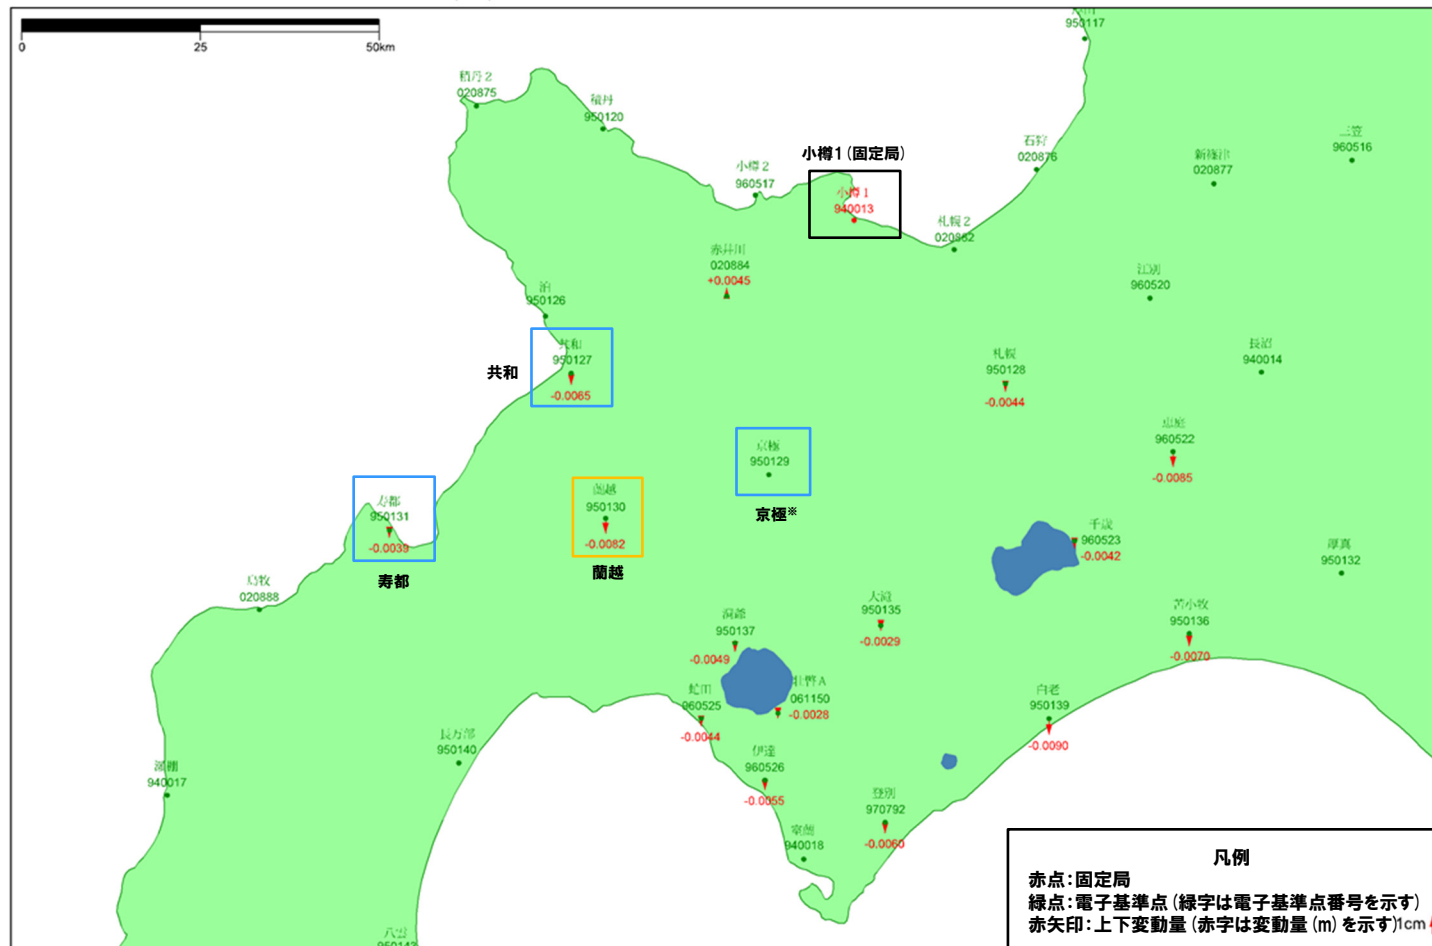 0
25
50km
950117
積丹2
020875
積丹
950120
小樽2
960517
小樽1(固定局)
小樽1
940013
石狩
020876
札幌2
020862
新篠津
020877
三笠
960516
赤井川
020884
+0.0045
江別
960520
泊
950126
共和
共和
950127
-0.0065
札幌
950128
-0.0044
長沼
940014
恵庭
960522
-0.0085
京極
950129
京極※
寿都
950131
-0.0039
寿都
蘭越
950130
-0.0082
蘭越
千歳
960523
-0.0042
厚真
950132
島牧
020888
洞爺
950137
-0.0049
大滝
950135
-0.0029
苫小牧
950136
-0.0070
虻田
960525
-0.0044
壮瞥A
061150
-0.0028
白老
950139
-0.0090
長万部
950140
瀬棚
940017
伊達
960526
-0.0055
登別
970792
-0.0060
室蘭
940018
八雲
950143
凡例
赤点:固定局
緑点:電子基準点(緑字は電子基準点番号を示す)
赤矢印:上下変動量(赤字は変動量(m)を示す)1cm